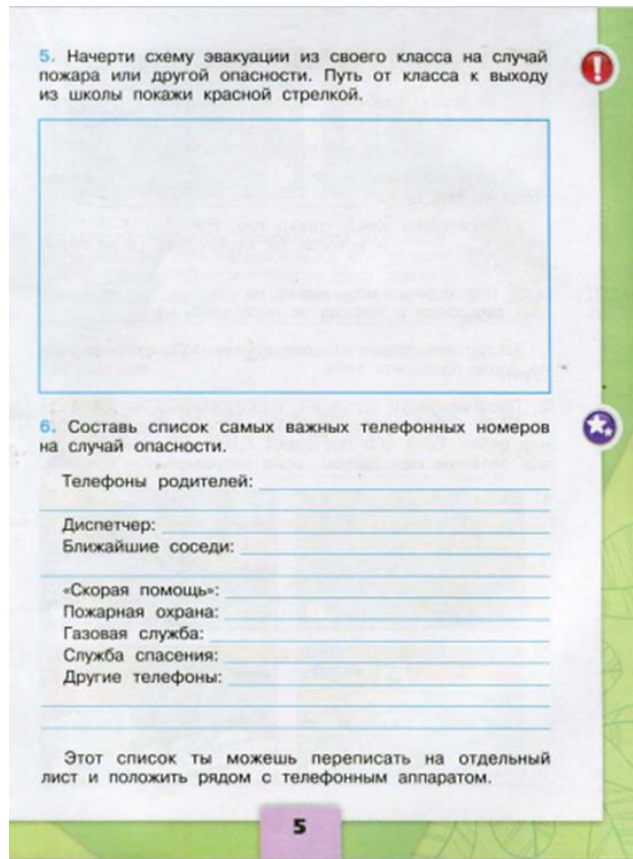 5. Начерти схему эвакуации из своего класса на случай
пожара или другой опасности. Путь от класса к выходу
из школы покажи красной стрелкой.
6. Составь список самых важных телефонных номеров
на случай опасности.
Телефоны родителей:
Диспетчер:
Ближайшие соседи:
«Скорая помощь»:
Пожарная охрана:
Газовая служба:
Служба спасения:
Другие телефоны:
Этот список ты можешь переписать на отдельный
лист и положить рядом с телефонным аппаратом.
5